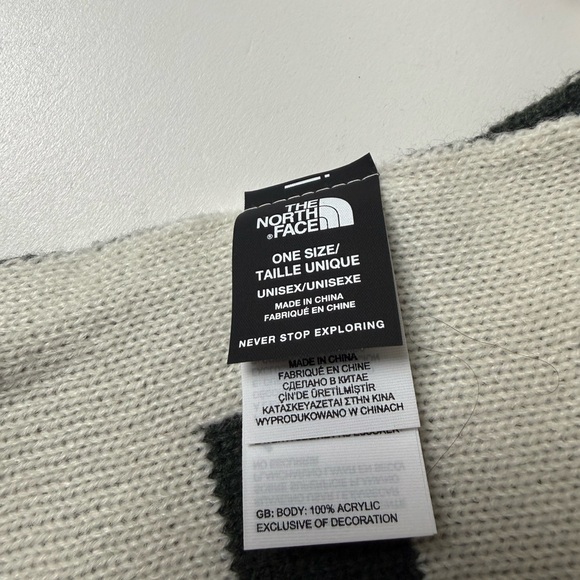 THE
NORTH
FACE
ONE SIZE/
TAILLE UNIQUE
UNISEX/UNISEXE
MADE IN CHINA
FABRIQUÉ EN CHINE
NEVER STOP EXPLORING
MADE IN CHINA
FABRIQUÉ EN CHINE
СДЕЛАНО В КИТАЕ
ÇİN'DE ÜRETİLMİŞTİR
ΚΑΤΑΣΚΕΥΑΖΕΤΑΙ ΣΤΗΝ ΚΙΝΑ
WYPRODUKOWANO W CHINACH
GB: BODY: 100% ACRYLIC
EXCLUSIVE OF DECORATION